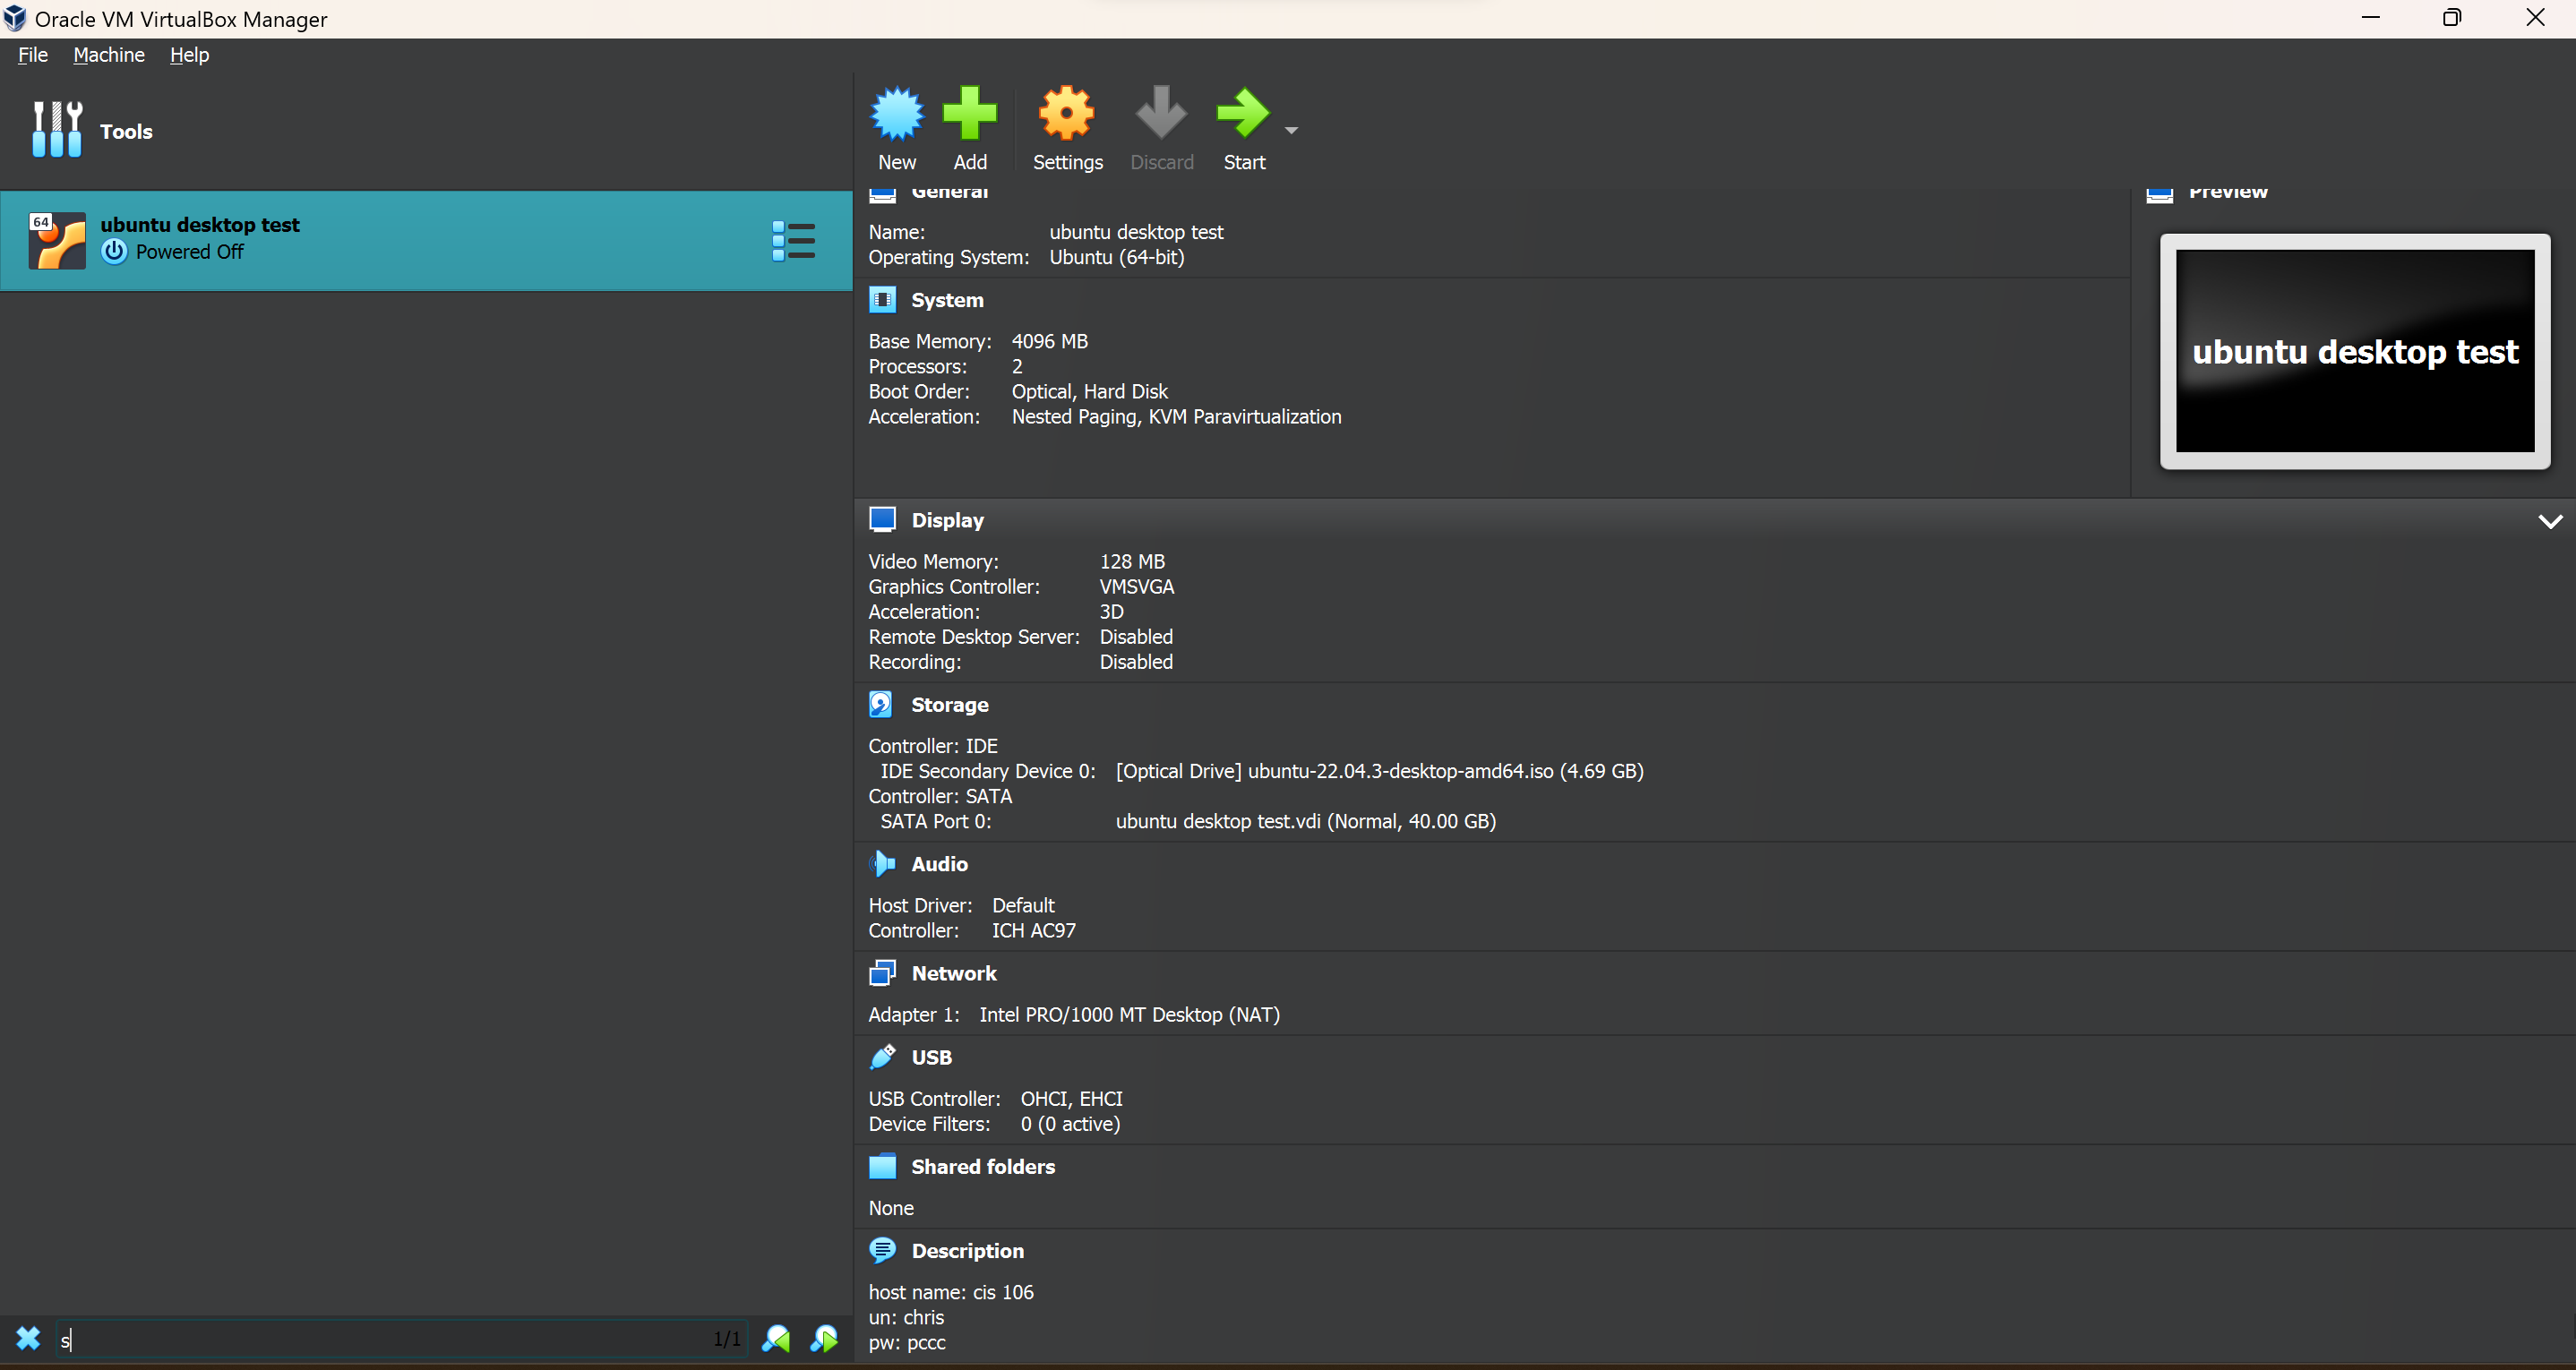 Oracle VM VirtualBox Manager
File Machine Help
Tools
New Add Settings Discard Start
64
ubuntu desktop test
Powered Off
General
Name: ubuntu desktop test
Operating System: Ubuntu (64-bit)
System
Base Memory: 4096 MB
Processors: 2
Boot Order: Optical, Hard Disk
Acceleration: Nested Paging, KVM Paravirtualization
Preview
ubuntu desktop test
Display
Video Memory: 128 MB
Graphics Controller: VMSVGA
Acceleration: 3D
Remote Desktop Server: Disabled
Recording: Disabled
Storage
Controller: IDE
IDE Secondary Device 0: [Optical Drive] ubuntu-22.04.3-desktop-amd64.iso (4.69 GB)
Controller: SATA
SATA Port 0: ubuntu desktop test.vdi (Normal, 40.00 GB)
Audio
Host Driver: Default
Controller: ICH AC97
Network
Adapter 1: Intel PRO/1000 MT Desktop (NAT)
USB
USB Controller: OHCI, EHCI
Device Filters: 0 (0 active)
Shared folders
None
Description
host name: cis 106
un: chris
pw: pccc
s
1/1